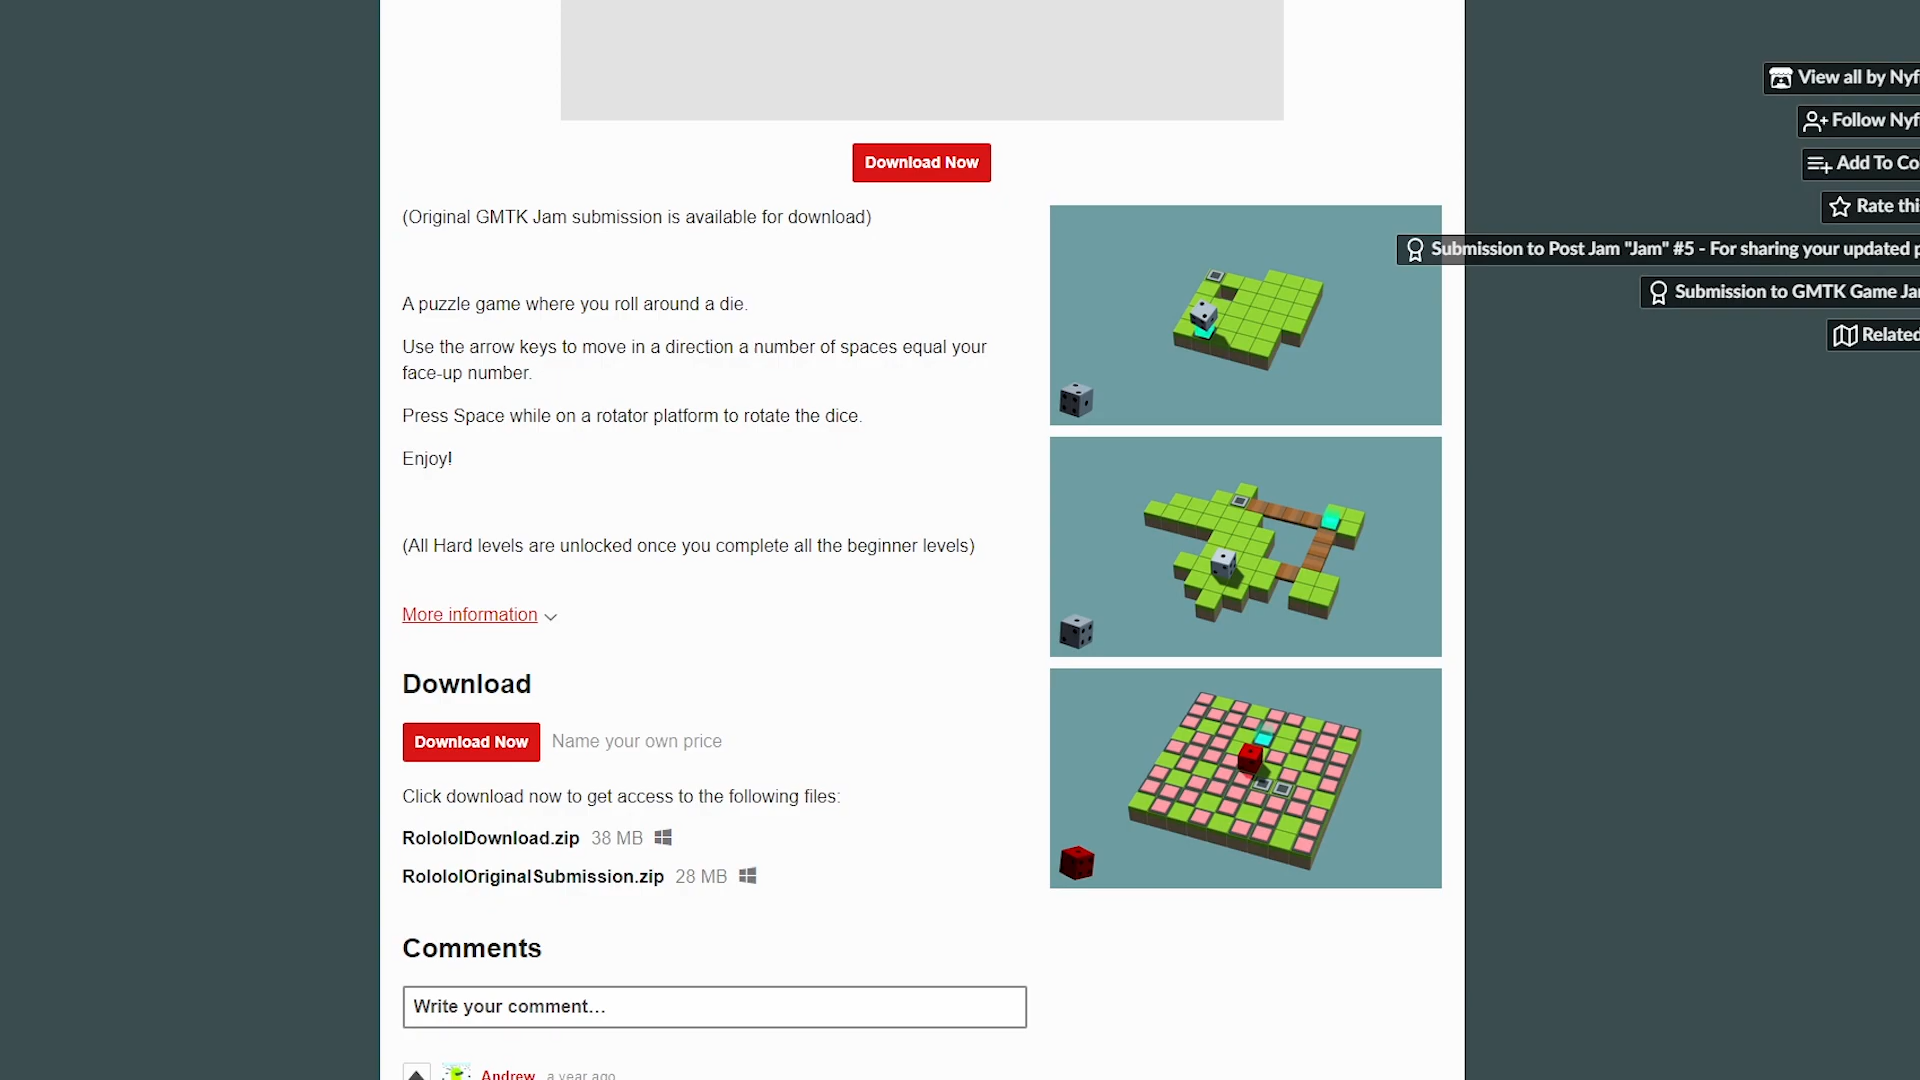 Download Now
(Original GMTK Jam submission is available for download)
A puzzle game where you roll around a die.
Use the arrow keys to move in a direction a number of spaces equal your
face-up number.
Press Space while on a rotator platform to rotate the dice.
Enjoy!
(All Hard levels are unlocked once you complete all the beginner levels)
More information
Download
Download Now Name your own price
Click download now to get access to the following files:
RolololDownload.zip 38 MB
RolololOriginalSubmission.zip 28 MB
Comments
Write your comment...
Andrew a year ago
View all by Nyf
Follow Nyf
Add To Co
Rate thi
Submission to Post Jam "Jam" #5 - For sharing your updated p
Submission to GMTK Game Ja
Related